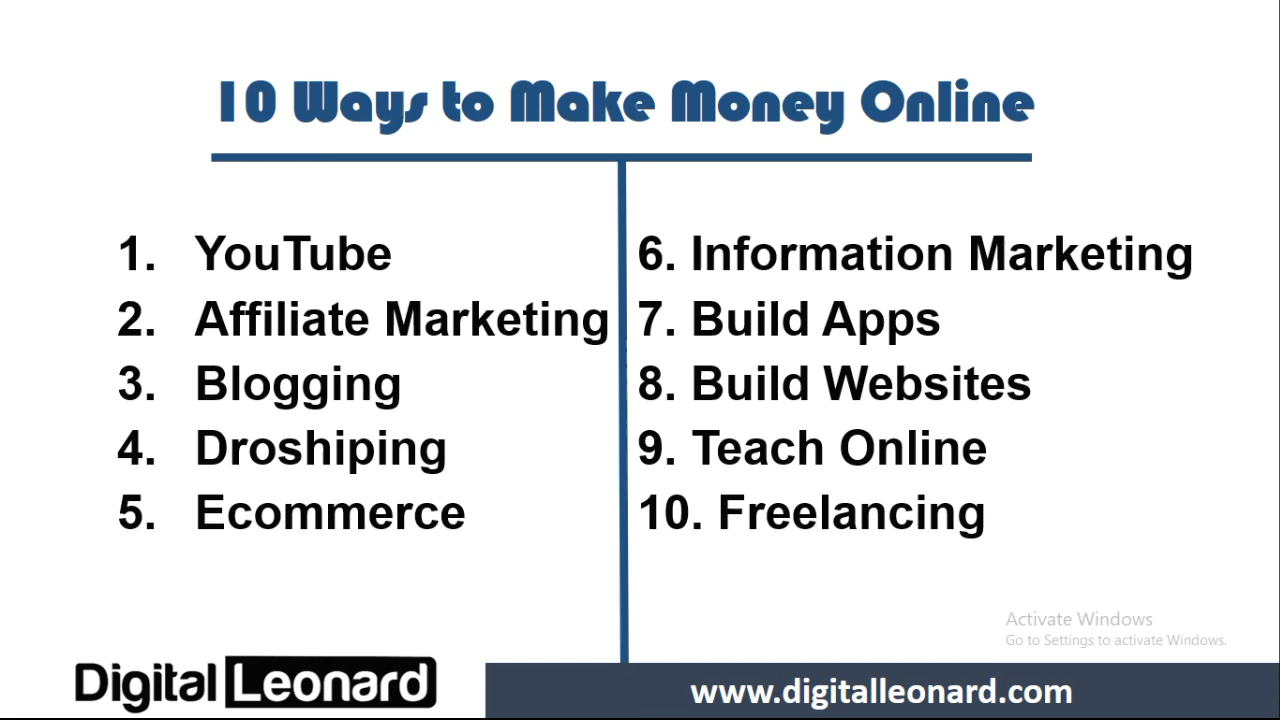 10 Ways to Make Money Online
1. YouTube
2. Affiliate Marketing
3. Blogging
4. Droshiping
5. Ecommerce
6. Information Marketing
7. Build Apps
8. Build Websites
9. Teach Online
10. Freelancing
Activate Windows
Go to Settings to activate Windows.
Digital Leonard
www.digitalleonard.com